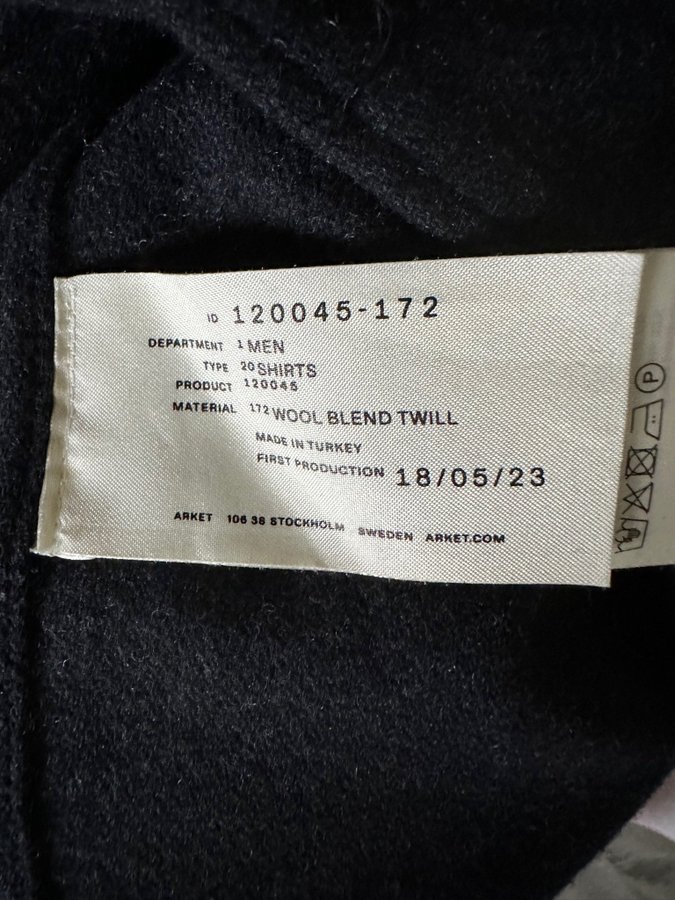 ID 120045-172
DEPARTMENT 1 MEN
TYPE 20 SHIRTS
PRODUCT 120045
MATERIAL 172 WOOL BLEND TWILL
MADE IN TURKEY
FIRST PRODUCTION 18/05/23
ARKET 106 38 STOCKHOLM SWEDEN ARKET.COM
P